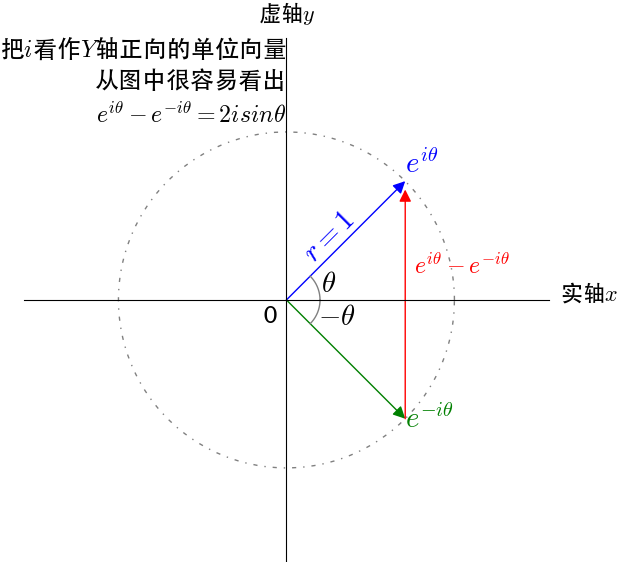 虚轴y
把i看作Y轴正向的单位向量
从图中很容易看出
e^{iθ} − e^{−iθ} = 2isinθ
e^{iθ}
r = 1
e^{iθ} − e^{−iθ}
θ
实轴x
0
−θ
e^{−iθ}